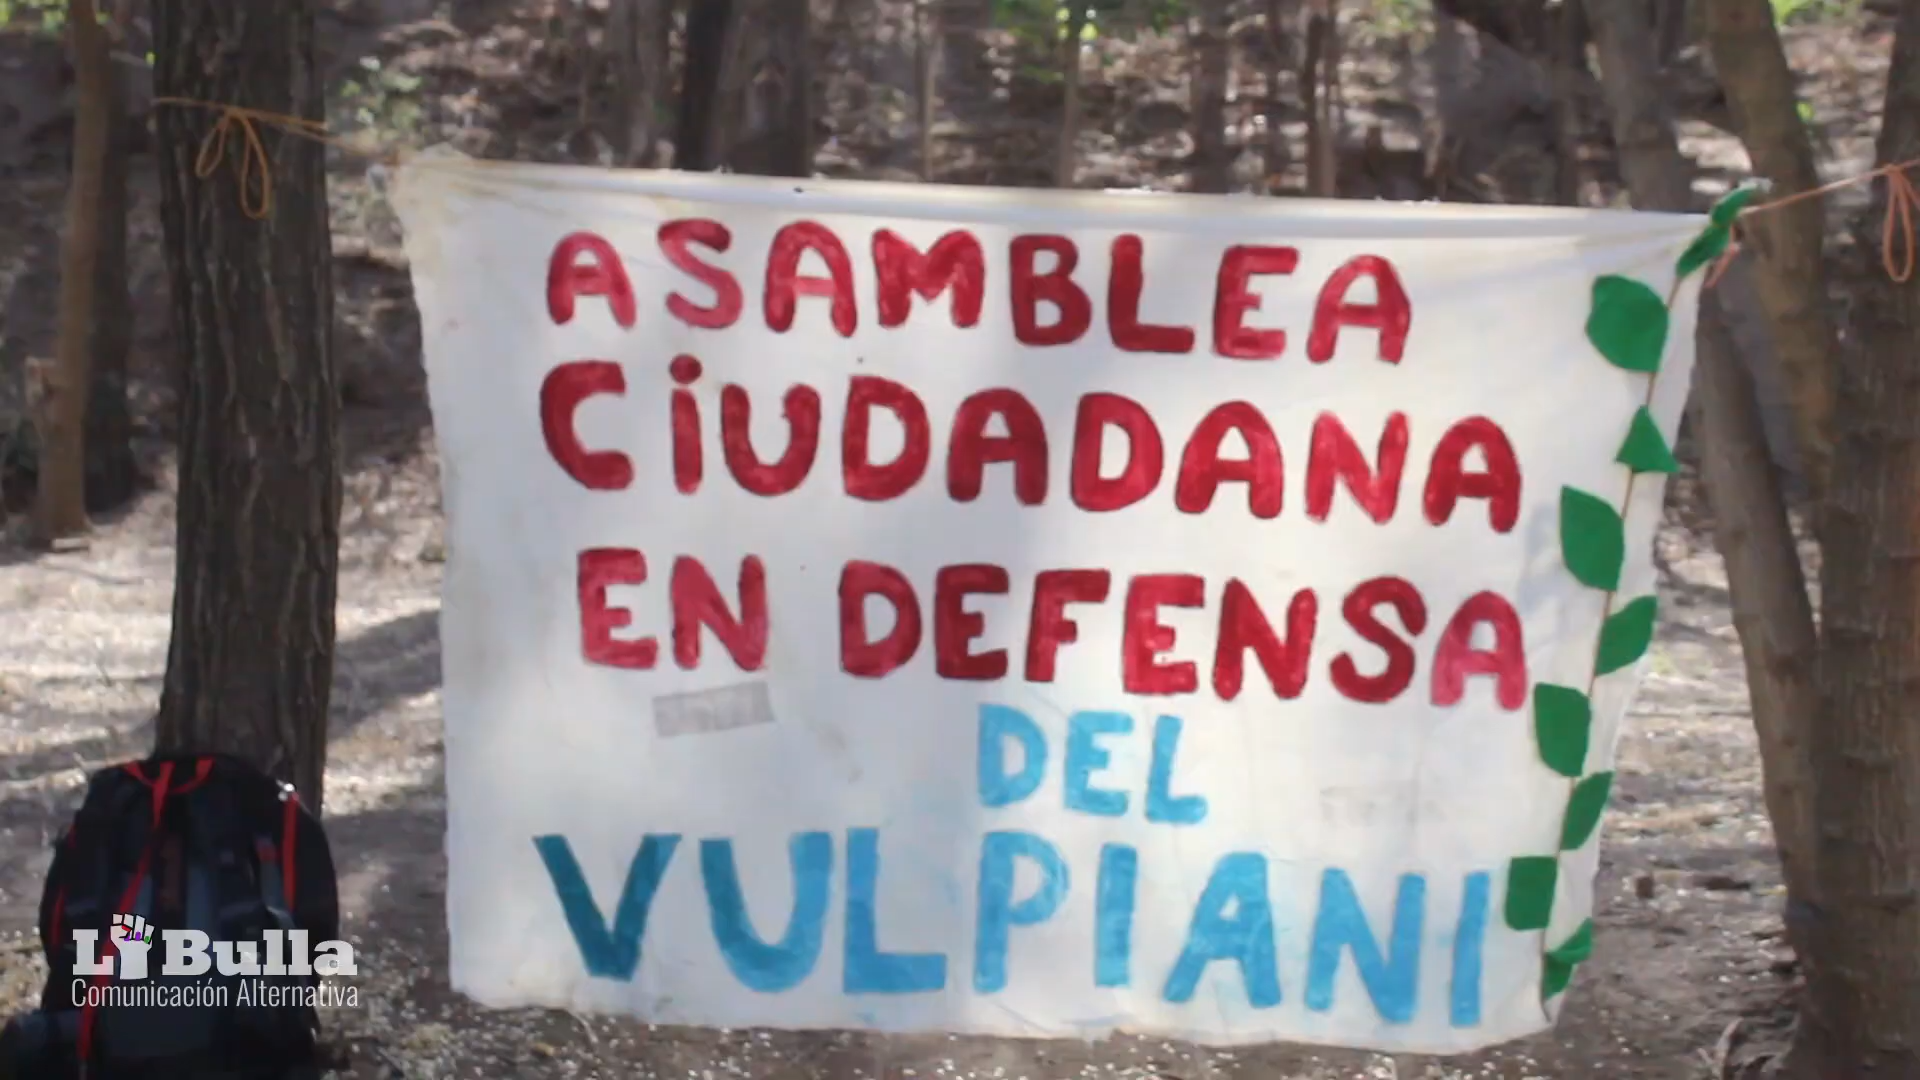 ASAMBLEA
CiUDADANA
EN DEFENSA
DEL
VULPIANI
La Bulla
Comunicación Alternativa